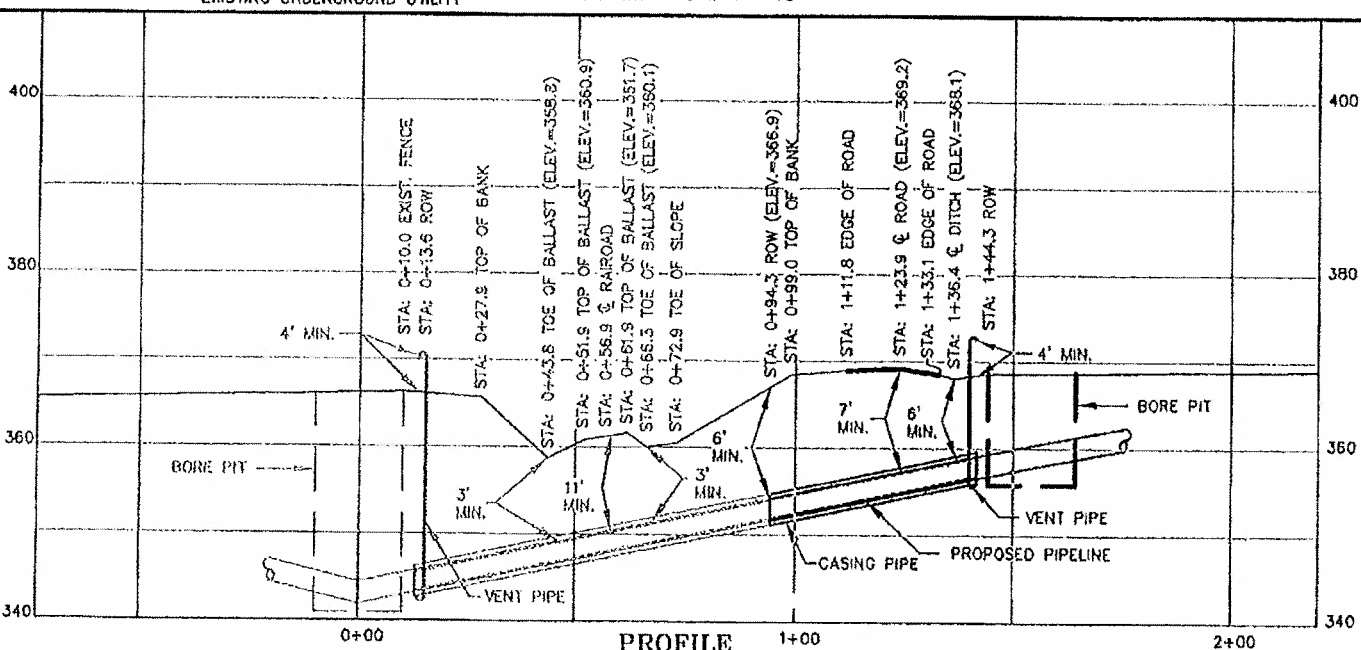 EXISTING UNDERGROUND UTILITY
400
400
380
380
360
360
340
340
STA: 0+10.0 EXIST. FENCE
STA: 0+13.6 ROW
STA: 0+27.9 TOP OF BANK
STA: 0+43.8 TOE OF BALLAST (ELEV.=358.8)
STA: 0+51.9 TOP OF BALLAST (ELEV.=360.9)
STA: 0+56.9 ℄ RAIROAD
STA: 0+61.9 TOP OF BALLAST (ELEV.=361.7)
STA: 0+66.3 TOE OF BALLAST (ELEV.=360.1)
STA: 0+72.9 TOE OF SLOPE
STA: 0+94.3 ROW (ELEV.=366.9)
STA: 0+99.0 TOP OF BANK
STA: 1+11.8 EDGE OF ROAD
STA: 1+23.9 ℄ ROAD (ELEV.=369.2)
STA: 1+33.1 EDGE OF ROAD
STA: 1+36.4 ℄ DITCH (ELEV.=368.1)
STA: 1+44.3 ROW
4' MIN.
4' MIN.
BORE PIT
BORE PIT
3' MIN.
11' MIN.
3' MIN.
6' MIN.
7' MIN.
6' MIN.
VENT PIPE
VENT PIPE
CASING PIPE
PROPOSED PIPELINE
0+00
PROFILE
1+00
2+00